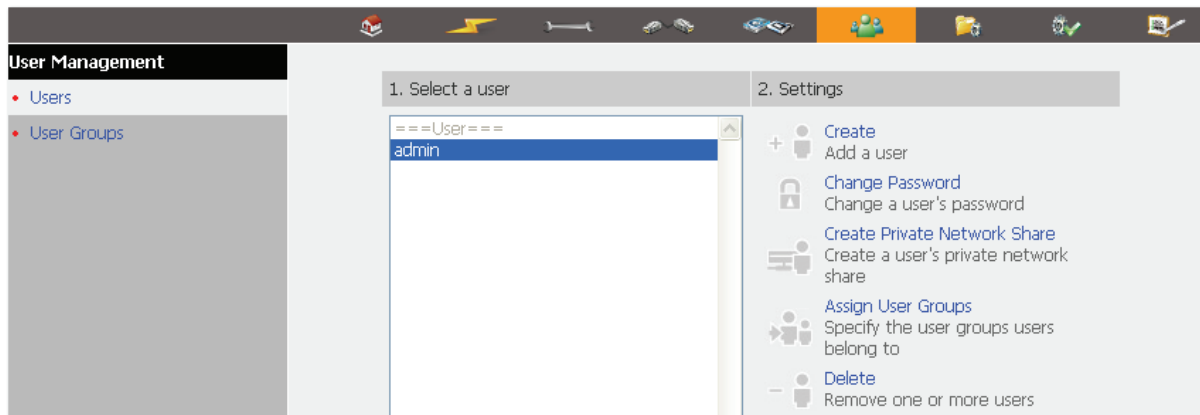 User Management
• Users
• User Groups
1. Select a user
===User===
admin
2. Settings
Create
Add a user
Change Password
Change a user's password
Create Private Network Share
Create a user's private network
share
Assign User Groups
Specify the user groups users
belong to
Delete
Remove one or more users